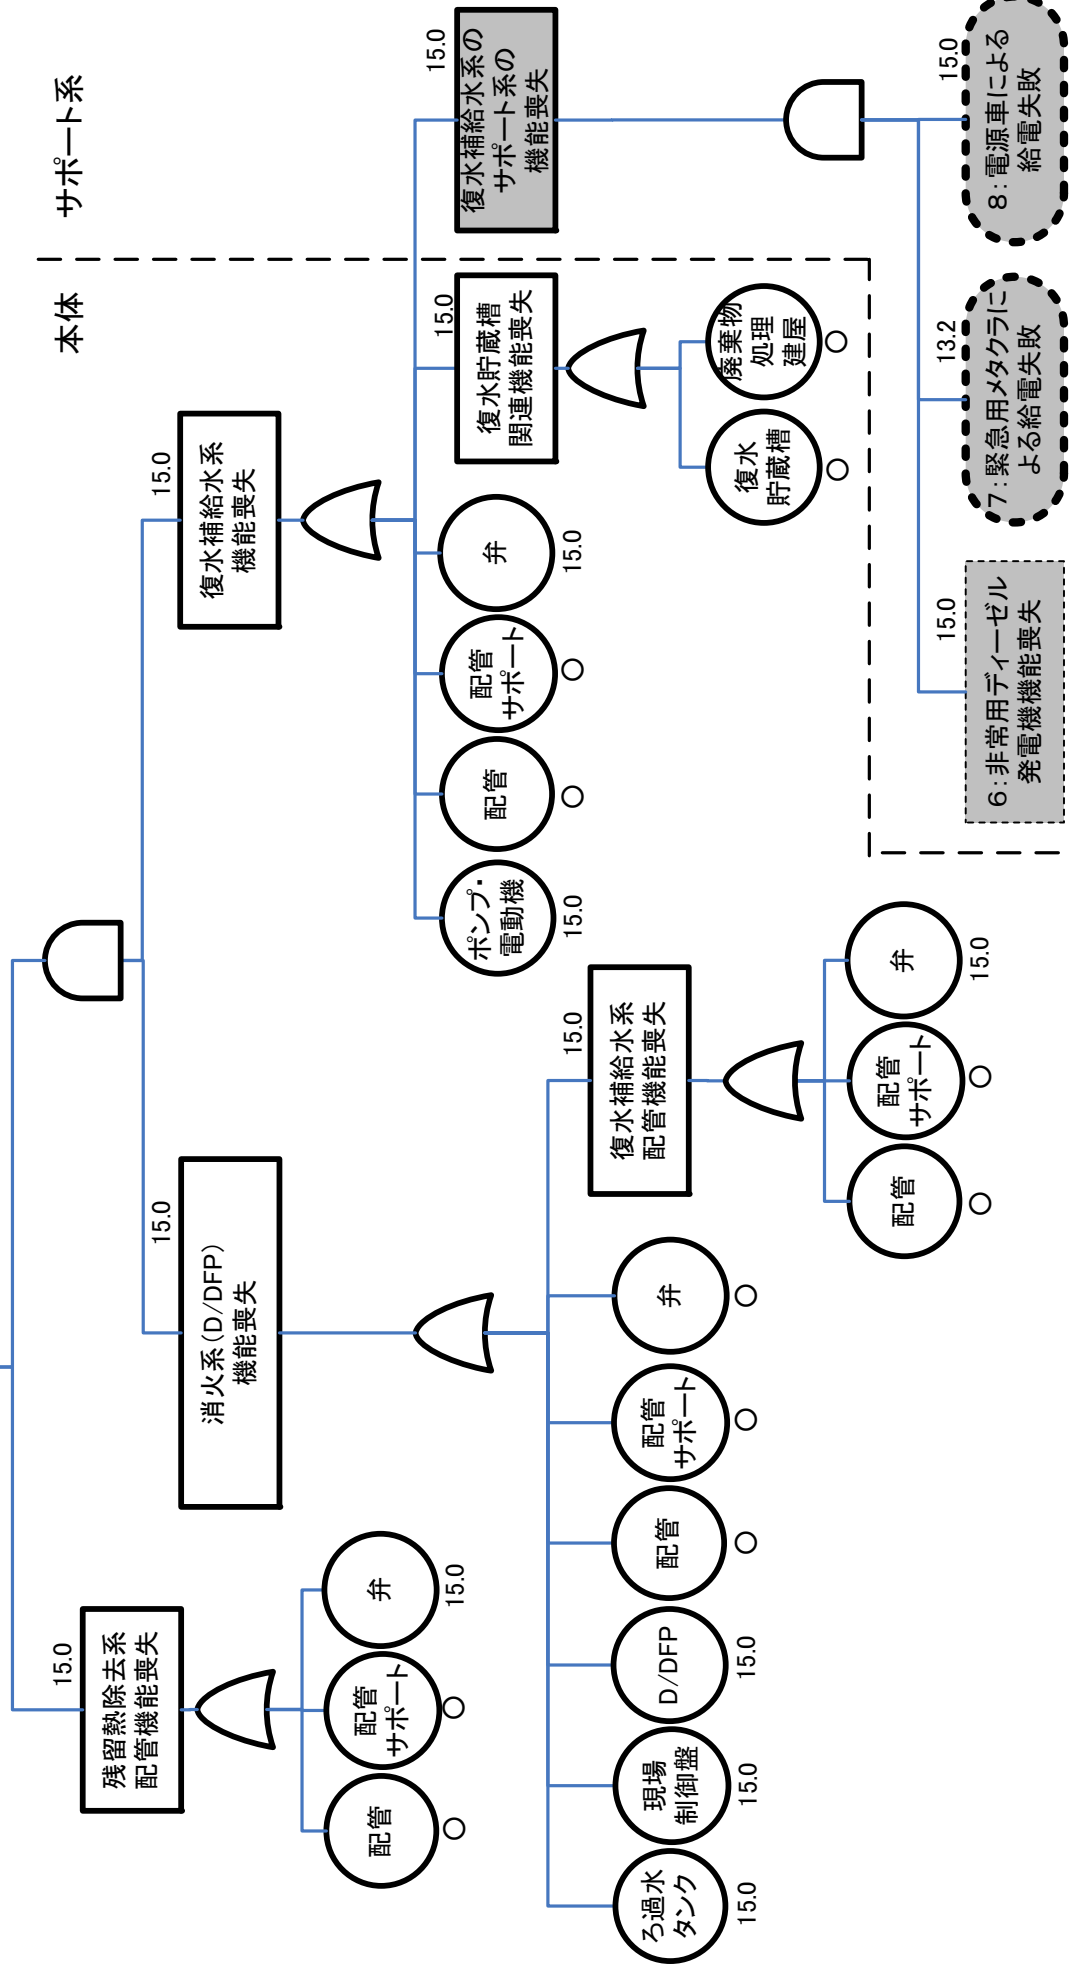 本体
サポート系
15.0
残留熱除去系
配管機能喪失
配管
○
配管
サポート
○
弁
15.0
15.0
消火系(D/DFP)
機能喪失
ろ過水
タンク
15.0
現場
制御盤
15.0
D/DFP
15.0
配管
○
配管
サポート
○
弁
○
15.0
復水補給水系
配管機能喪失
配管
○
配管
サポート
○
弁
15.0
15.0
復水補給水系
機能喪失
ポンプ・
電動機
15.0
配管
○
配管
サポート
○
弁
15.0
15.0
復水貯蔵槽
関連機能喪失
復水
貯蔵槽
○
廃棄物
処理
建屋
○
15.0
復水補給水系の
サポート系の
機能喪失
15.0
6:非常用ディーゼル
発電機機能喪失
13.2
7:緊急用メタクラに
よる給電失敗
15.0
8:電源車による
給電失敗